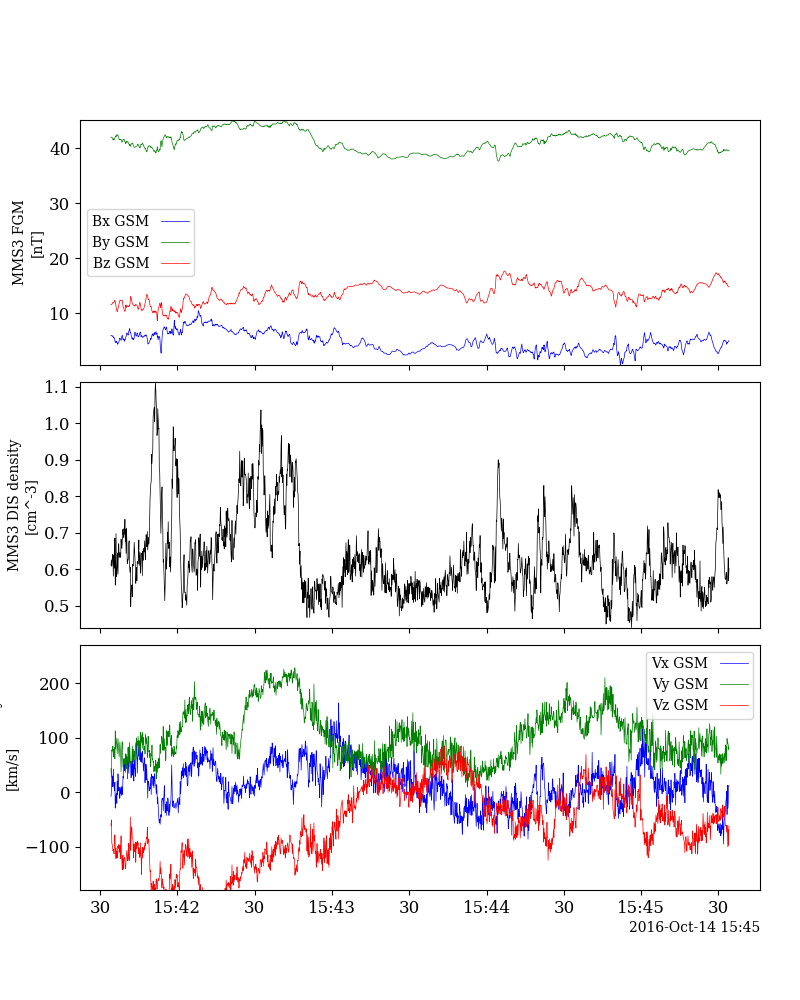 40
30
20
10
MMS3 FGM
[nT]
Bx GSM
By GSM
Bz GSM
1.1
1.0
0.9
0.8
0.7
0.6
0.5
MMS3 DIS density
[cm^-3]
200
100
0
−100
[km/s]
Vx GSM
Vy GSM
Vz GSM
30
15:42
30
15:43
30
15:44
30
15:45
30
2016-Oct-14 15:45